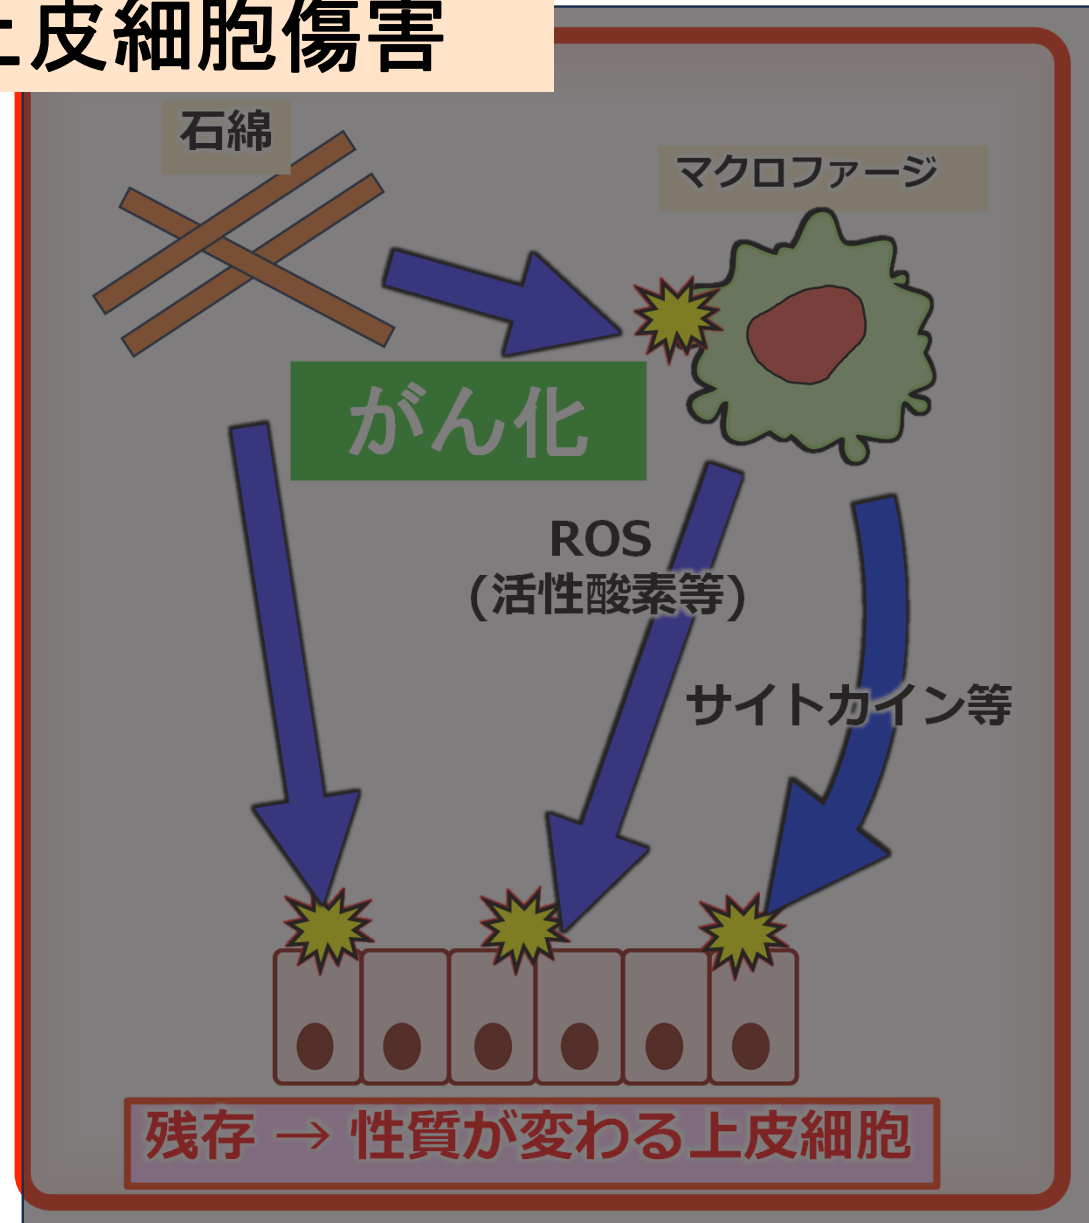 上皮細胞傷害
石綿
マクロファージ
がん化
ROS
(活性酸素等)
サイトカイン等
残存 → 性質が変わる上皮細胞